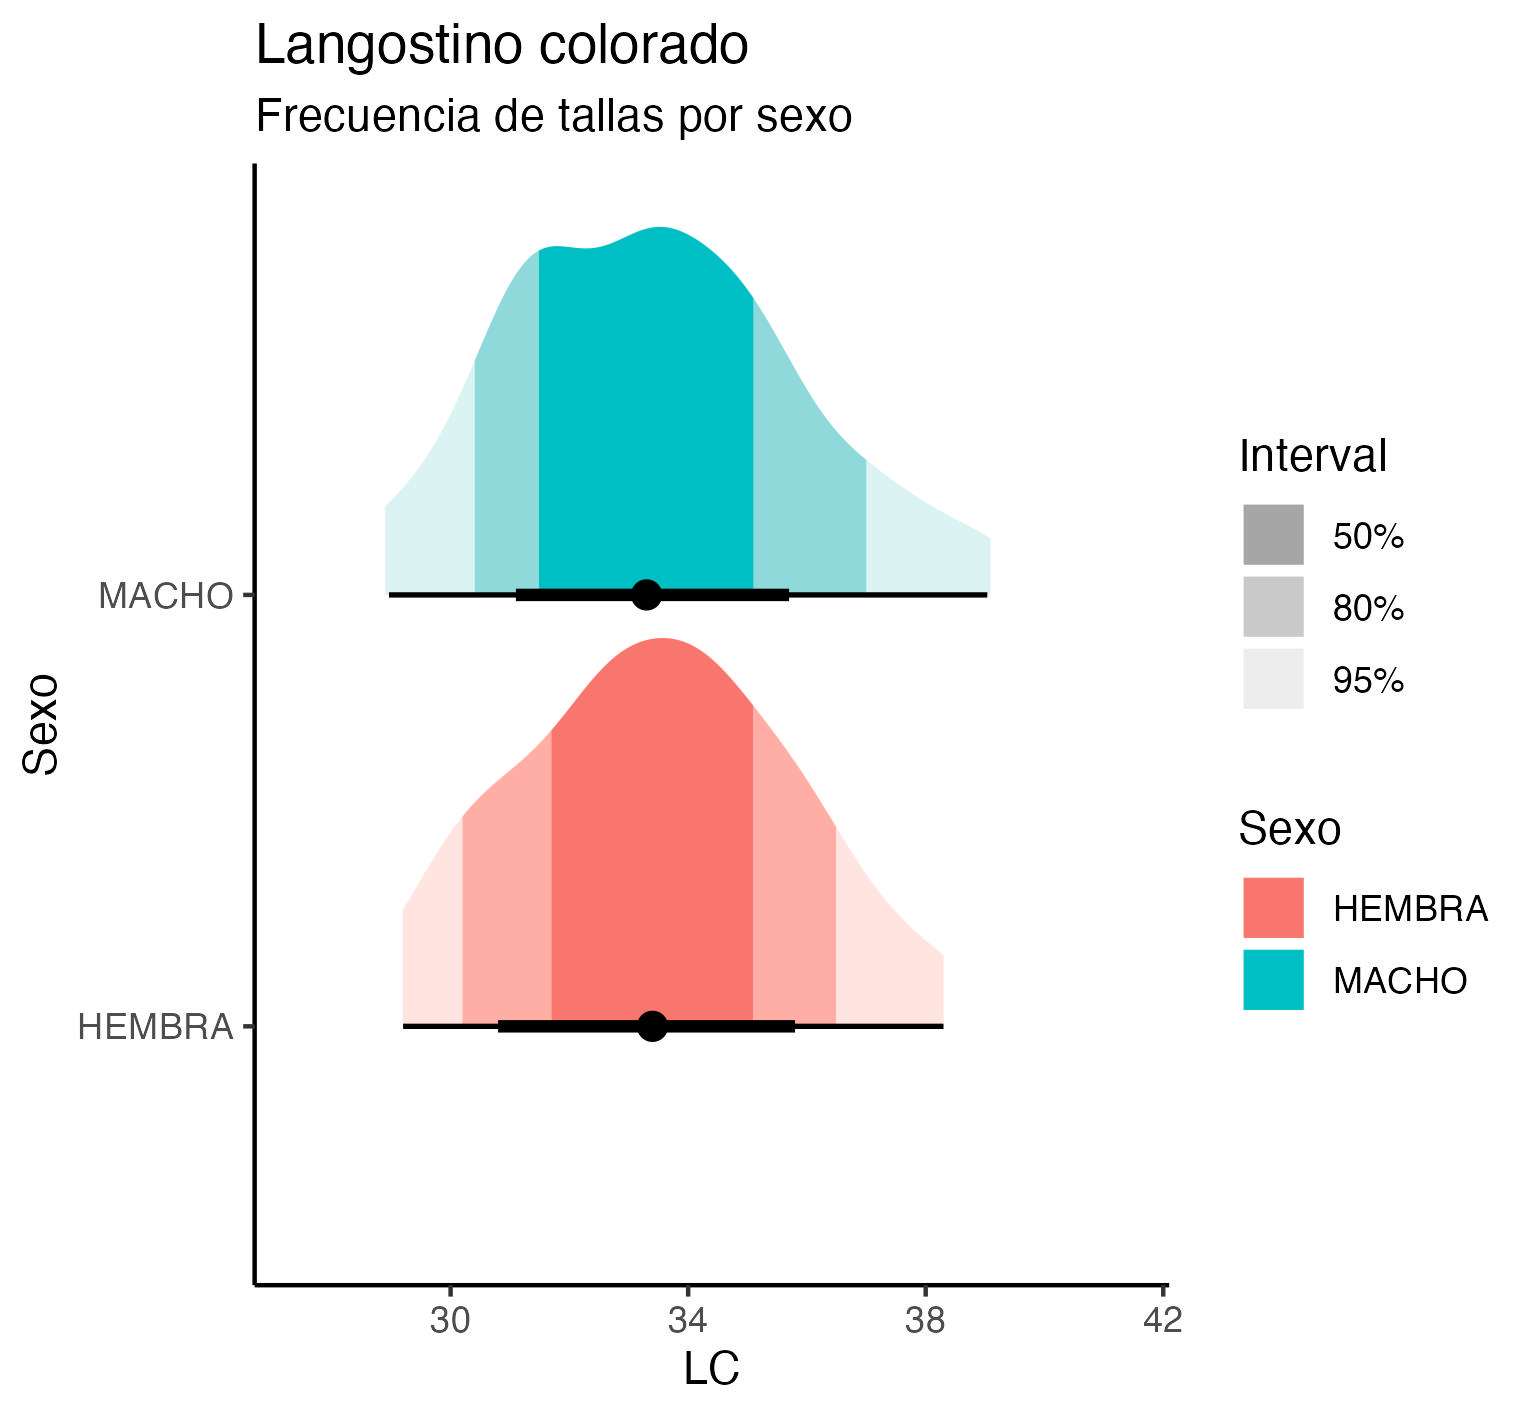 Langostino colorado
Frecuencia de tallas por sexo
Sexo
MACHO
HEMBRA
30 34 38 42
LC
Interval
50%
80%
95%
Sexo
HEMBRA
MACHO